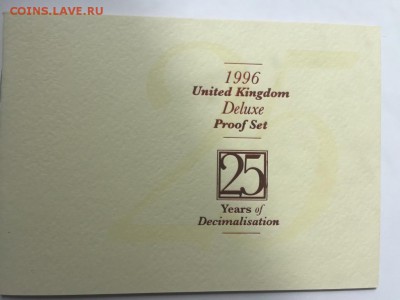 COINS.LAVE.RU
1996
United Kingdom
Deluxe
Proof Set
25
Years of
Decimalisation